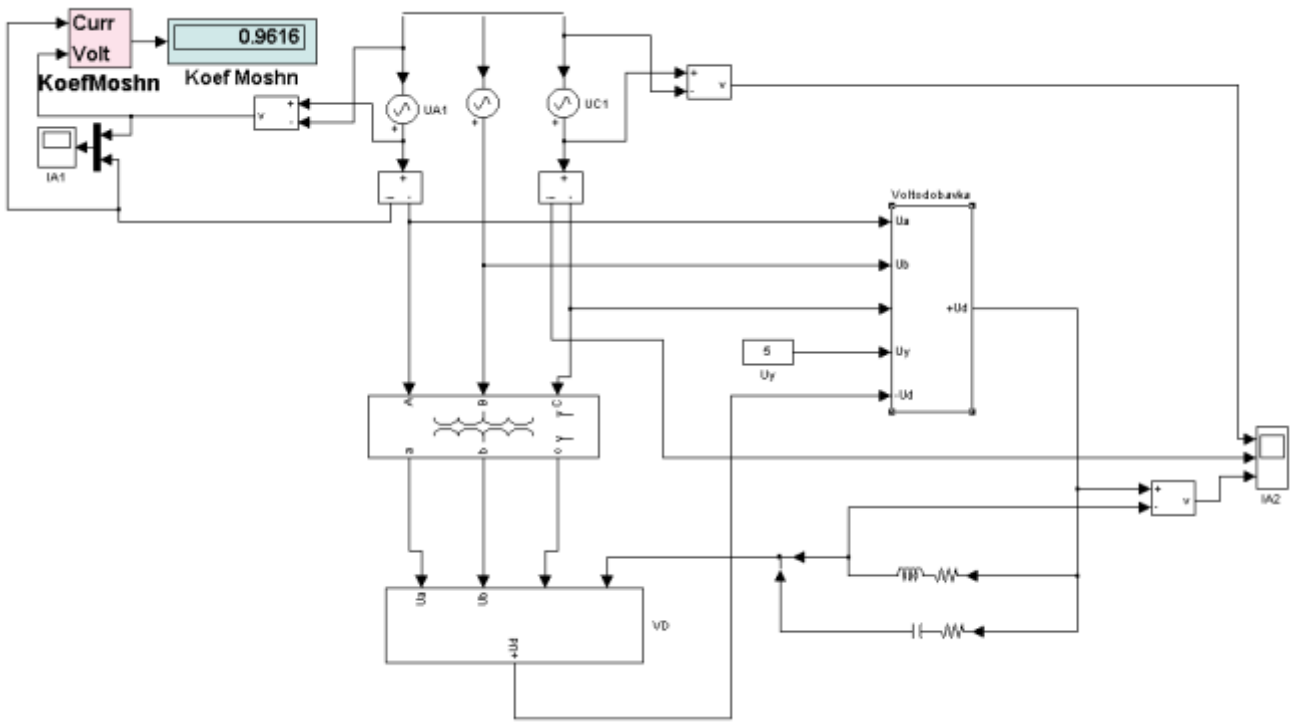 Curr
Volt
KoefMoshn
0.9616
Koef Moshn
v
+
-
UA1
+
+
UC1
+
+
-
v
IA1
+
-
i
+
-
i
Voltodobavka
Ua
Ub
+Ud
Uy
-Ud
5
Uy
A
B
C
a
b
c
+
-
v
IA2
Ua
Ub
+Ud
VD